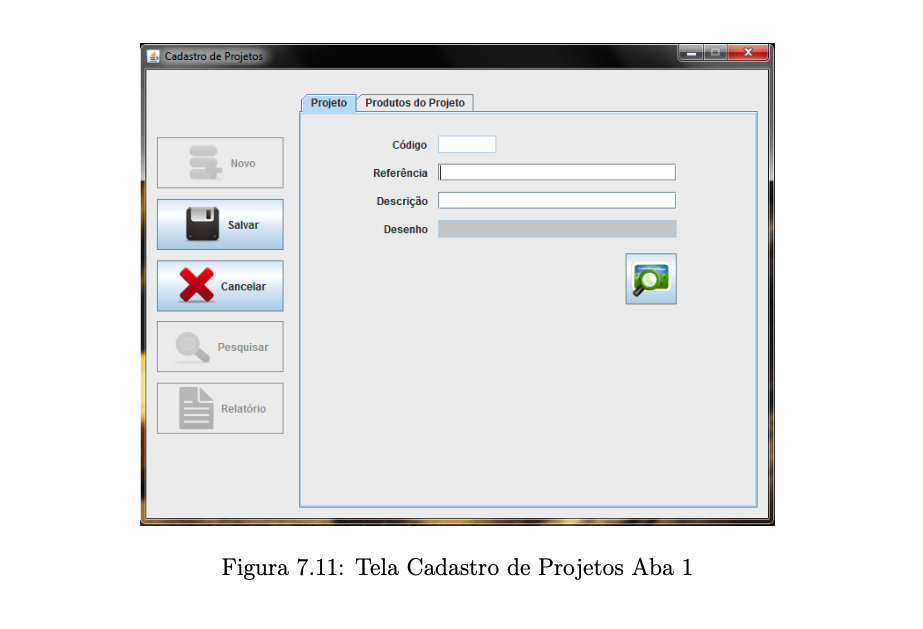 Cadastro de Projetos
Projeto
Produtos do Projeto
Código
Referência
Descrição
Desenho
Novo
Salvar
Cancelar
Pesquisar
Relatório
Figura 7.11: Tela Cadastro de Projetos Aba 1